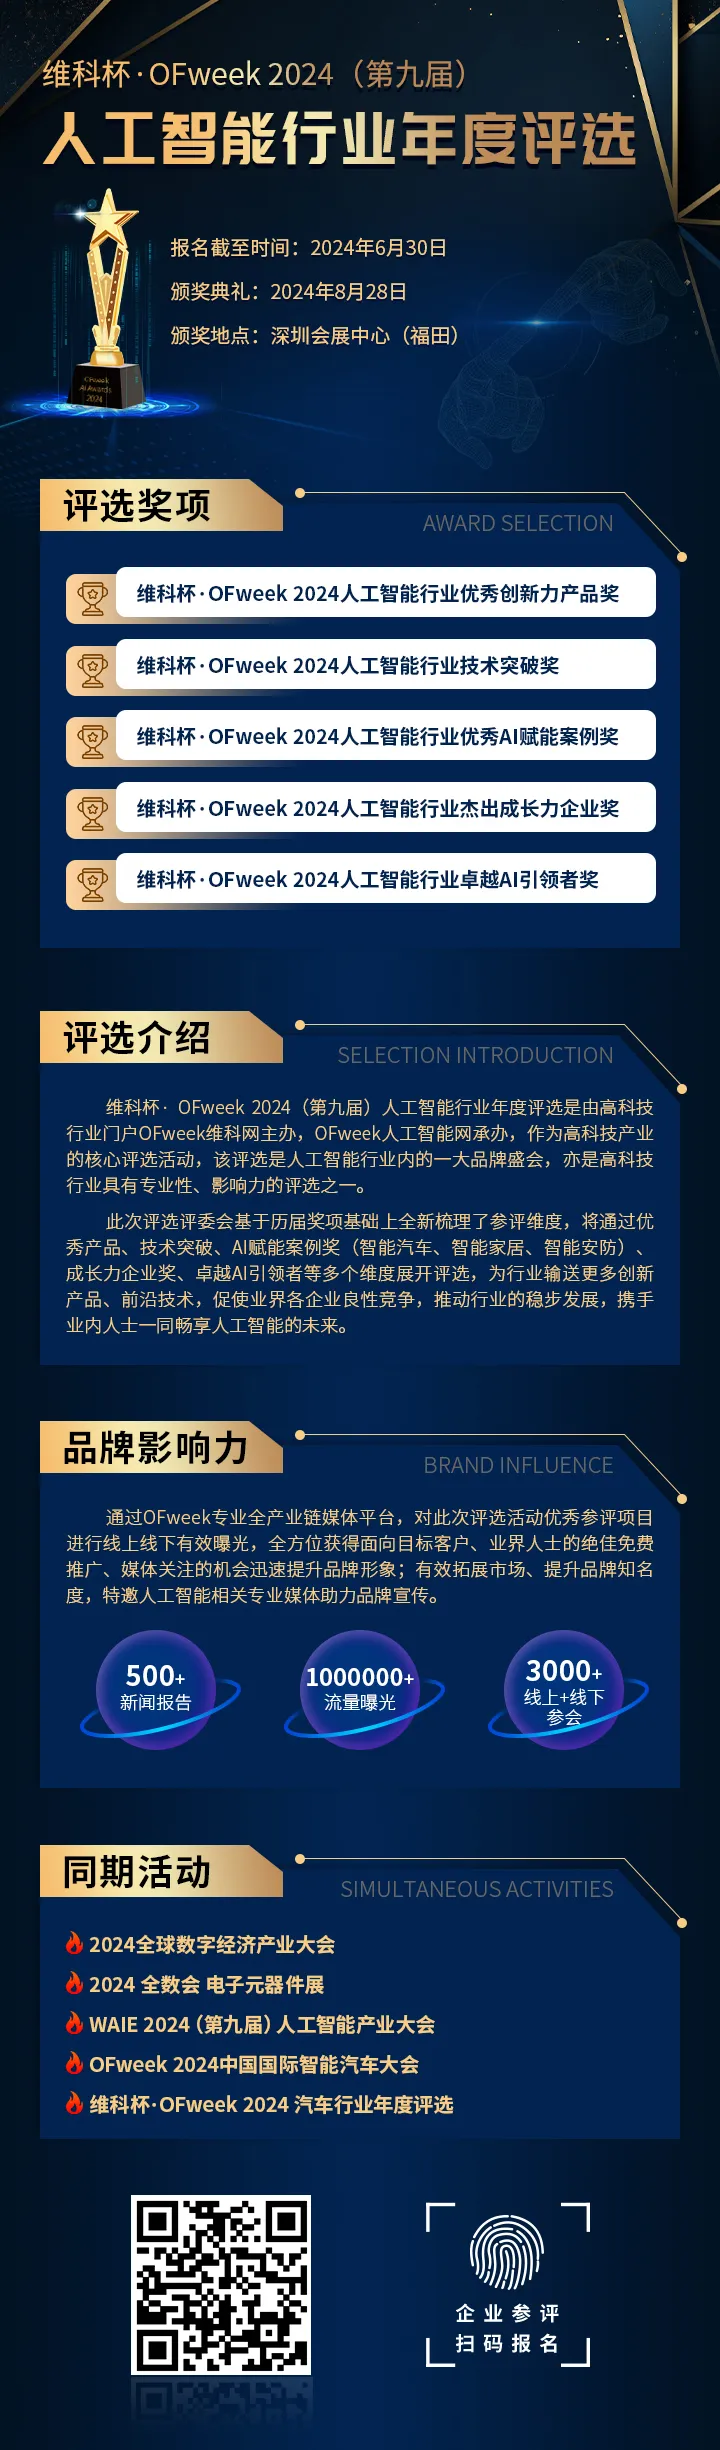 维科杯·OFweek 2024（第九届）
人工智能行业年度评选
报名截至时间：2024年6月30日
颁奖典礼：2024年8月28日
颁奖地点：深圳会展中心（福田）
OFweek
AI Awards
2024
评选奖项
AWARD SELECTION
维科杯·OFweek 2024人工智能行业优秀创新力产品奖
维科杯·OFweek 2024人工智能行业技术突破奖
维科杯·OFweek 2024人工智能行业优秀AI赋能案例奖
维科杯·OFweek 2024人工智能行业杰出成长力企业奖
维科杯·OFweek 2024人工智能行业卓越AI引领者奖
评选介绍
SELECTION INTRODUCTION
维科杯· OFweek 2024（第九届）人工智能行业年度评选是由高科技
行业门户OFweek维科网主办，OFweek人工智能网承办，作为高科技产业
的核心评选活动，该评选是人工智能行业内的一大品牌盛会，亦是高科技
行业具有专业性、影响力的评选之一。
此次评选评委会基于历届奖项基础上全新梳理了参评维度，将通过优
秀产品、技术突破、AI赋能案例奖（智能汽车、智能家居、智能安防）、
成长力企业奖、卓越AI引领者等多个维度展开评选，为行业输送更多创新
产品、前沿技术，促使业界各企业良性竞争，推动行业的稳步发展，携手
业内人士一同畅享人工智能的未来。
品牌影响力
BRAND INFLUENCE
通过OFweek专业全产业链媒体平台，对此次评选活动优秀参评项目
进行线上线下有效曝光，全方位获得面向目标客户、业界人士的绝佳免费
推广、媒体关注的机会迅速提升品牌形象；有效拓展市场、提升品牌知名
度，特邀人工智能相关专业媒体助力品牌宣传。
500+
新闻报告
1000000+
流量曝光
3000+
线上+线下
参会
同期活动
SIMULTANEOUS ACTIVITIES
2024全球数字经济产业大会
2024 全数会 电子元器件展
WAIE 2024（第九届）人工智能产业大会
OFweek 2024中国国际智能汽车大会
维科杯·OFweek 2024 汽车行业年度评选
企业参评
扫码报名